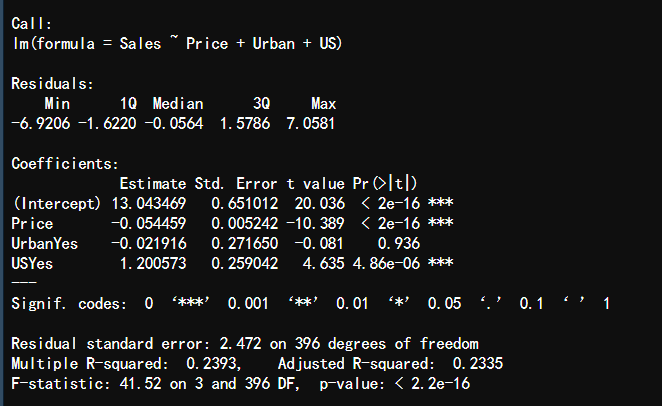 Call:
lm(formula = Sales ~ Price + Urban + US)
Residuals:
    Min      1Q  Median      3Q     Max
-6.9206 -1.6220 -0.0564  1.5786  7.0581
Coefficients:
             Estimate Std. Error t value Pr(>|t|)
(Intercept) 13.043469   0.651012  20.036  < 2e-16 ***
Price       -0.054459   0.005242 -10.389  < 2e-16 ***
UrbanYes    -0.021916   0.271650  -0.081    0.936
USYes        1.200573   0.259042   4.635 4.86e-06 ***
---
Signif. codes:  0 ‘***’ 0.001 ‘**’ 0.01 ‘*’ 0.05 ‘.’ 0.1 ‘ ’ 1
Residual standard error: 2.472 on 396 degrees of freedom
Multiple R-squared:  0.2393,    Adjusted R-squared:  0.2335
F-statistic: 41.52 on 3 and 396 DF,  p-value: < 2.2e-16